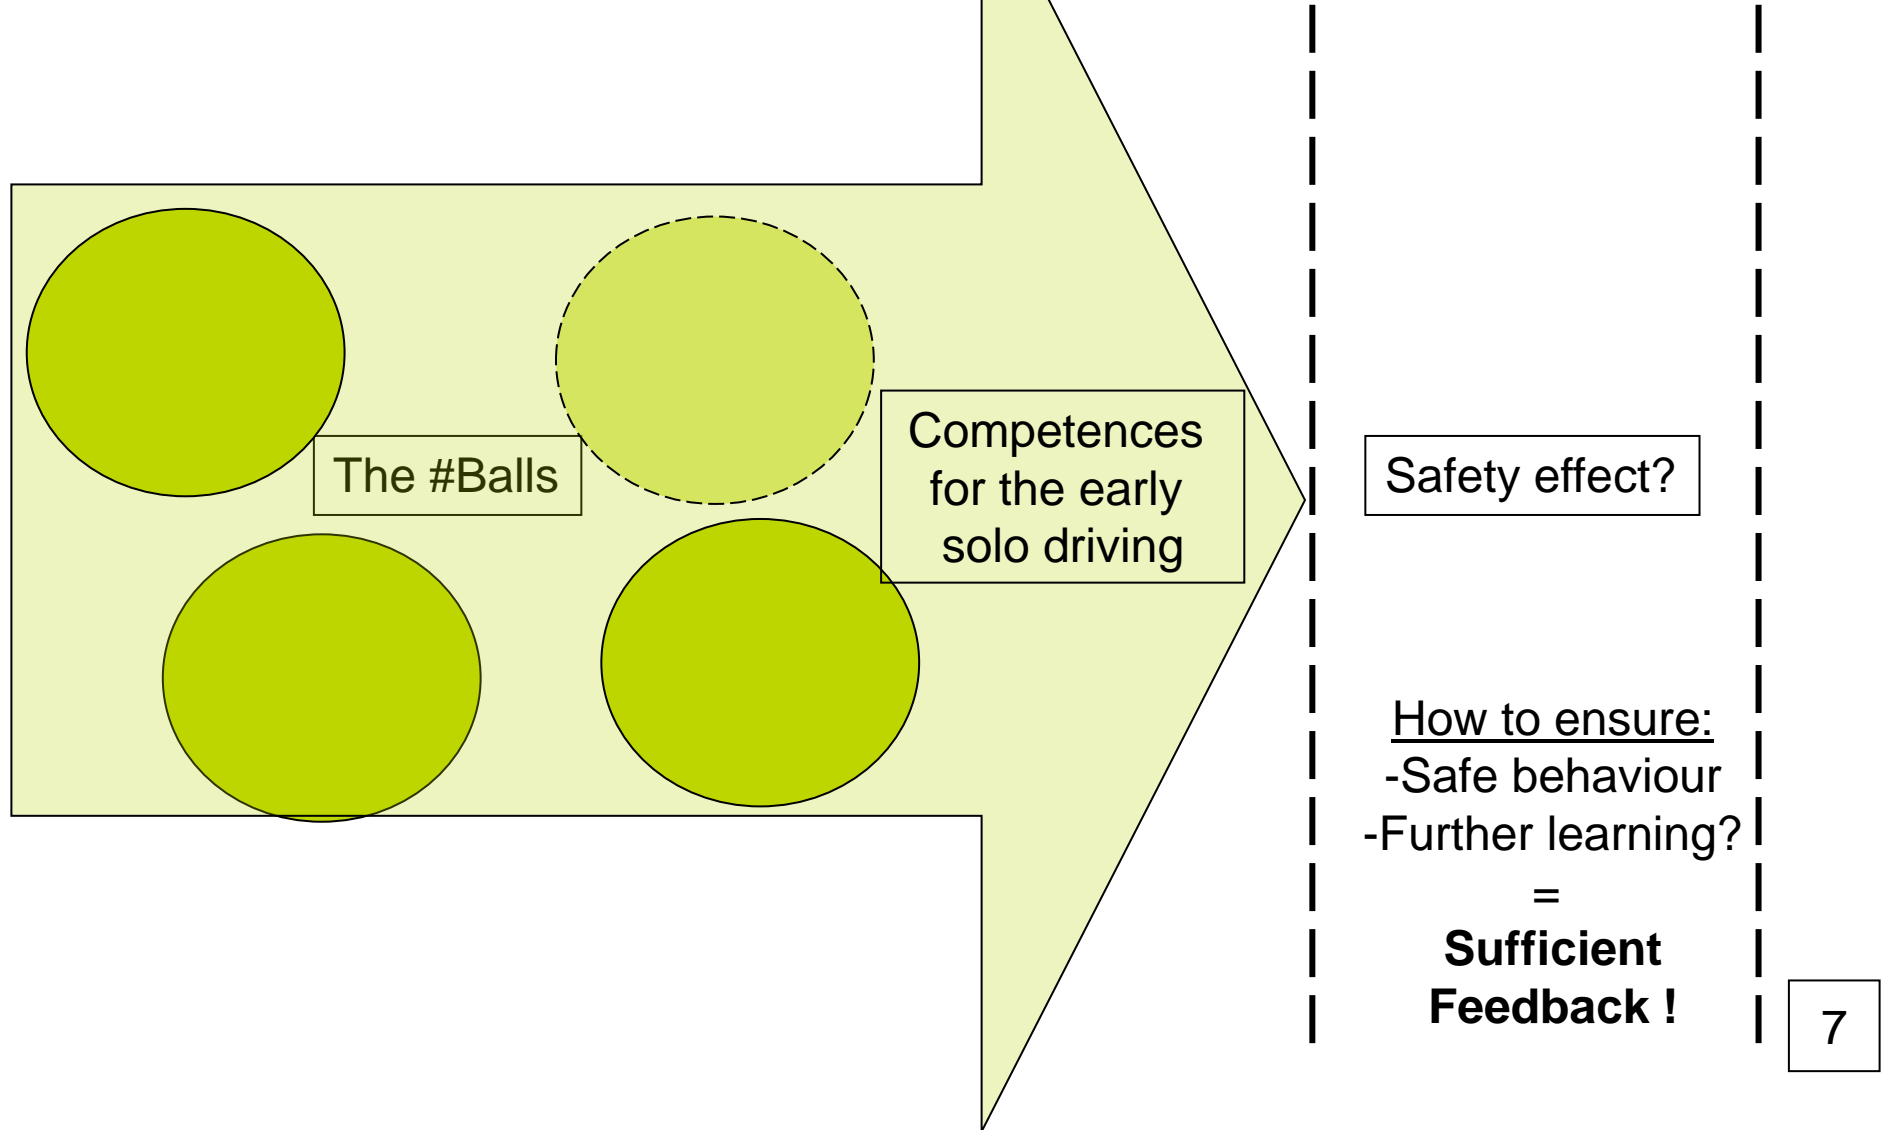 The #Balls
Competences
for the early
solo driving
Safety effect?
How to ensure:
-Safe behaviour
-Further learning?
=
Sufficient
Feedback !
7